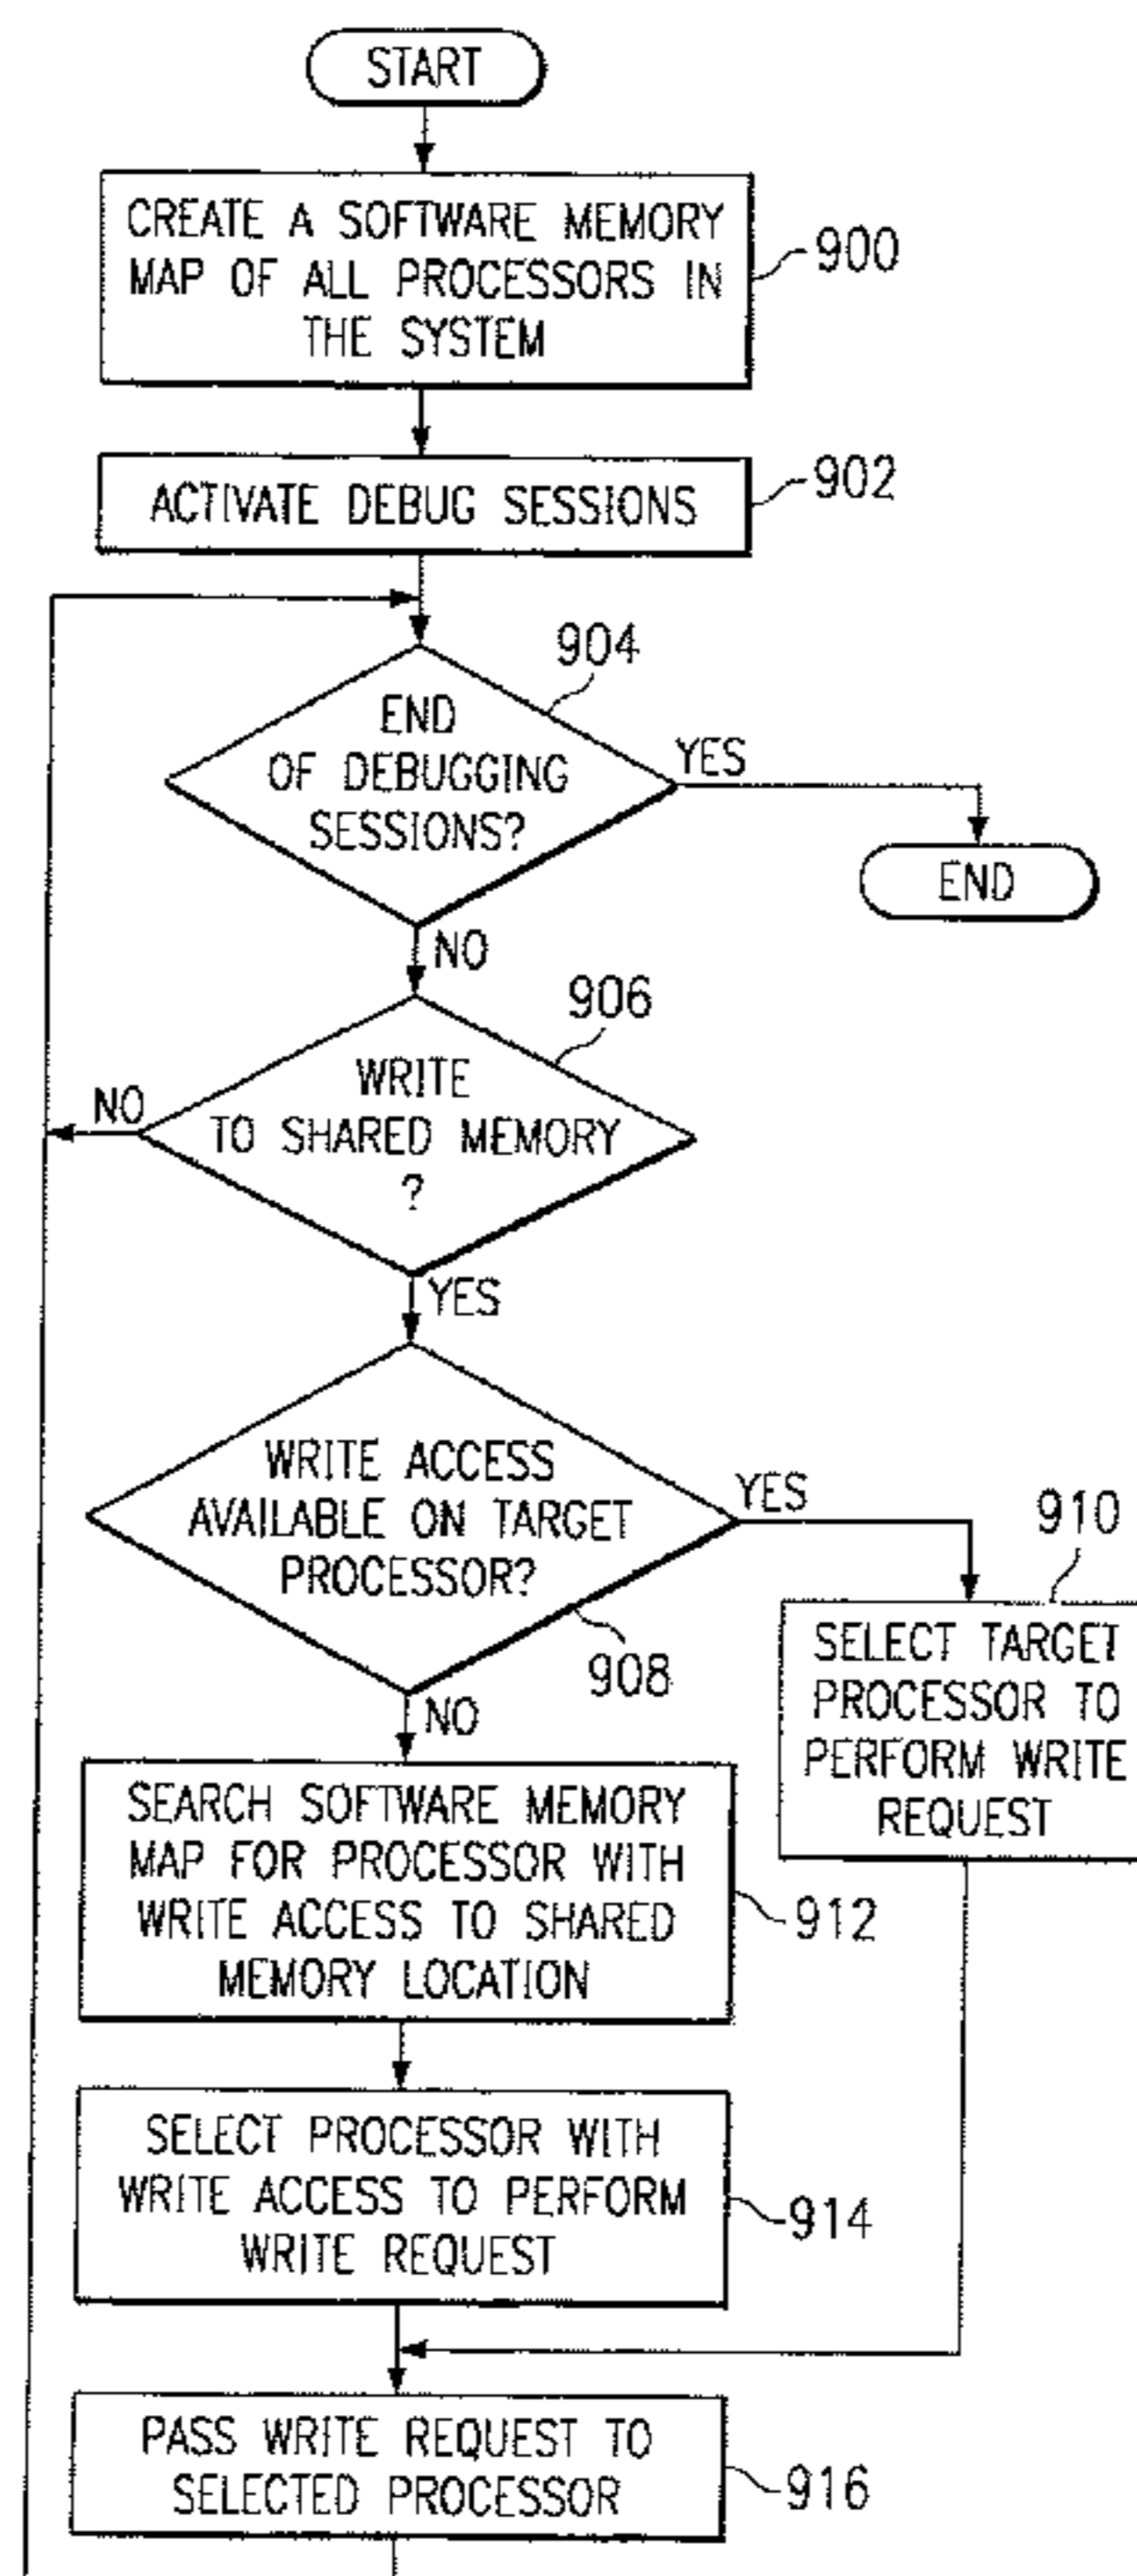 START
CREATE A SOFTWARE MEMORY
MAP OF ALL PROCESSORS IN
THE SYSTEM
900
ACTIVATE DEBUG SESSIONS
902
904
END
OF DEBUGGING
SESSIONS?
YES
END
NO
906
WRITE
TO SHARED MEMORY
?
NO
YES
WRITE ACCESS
AVAILABLE ON TARGET
PROCESSOR?
YES
908
910
SELECT TARGET
PROCESSOR TO
PERFORM WRITE
REQUEST
NO
SEARCH SOFTWARE MEMORY
MAP FOR PROCESSOR WITH
WRITE ACCESS TO SHARED
MEMORY LOCATION
912
SELECT PROCESSOR WITH
WRITE ACCESS TO PERFORM
WRITE REQUEST
914
PASS WRITE REQUEST TO
SELECTED PROCESSOR
916